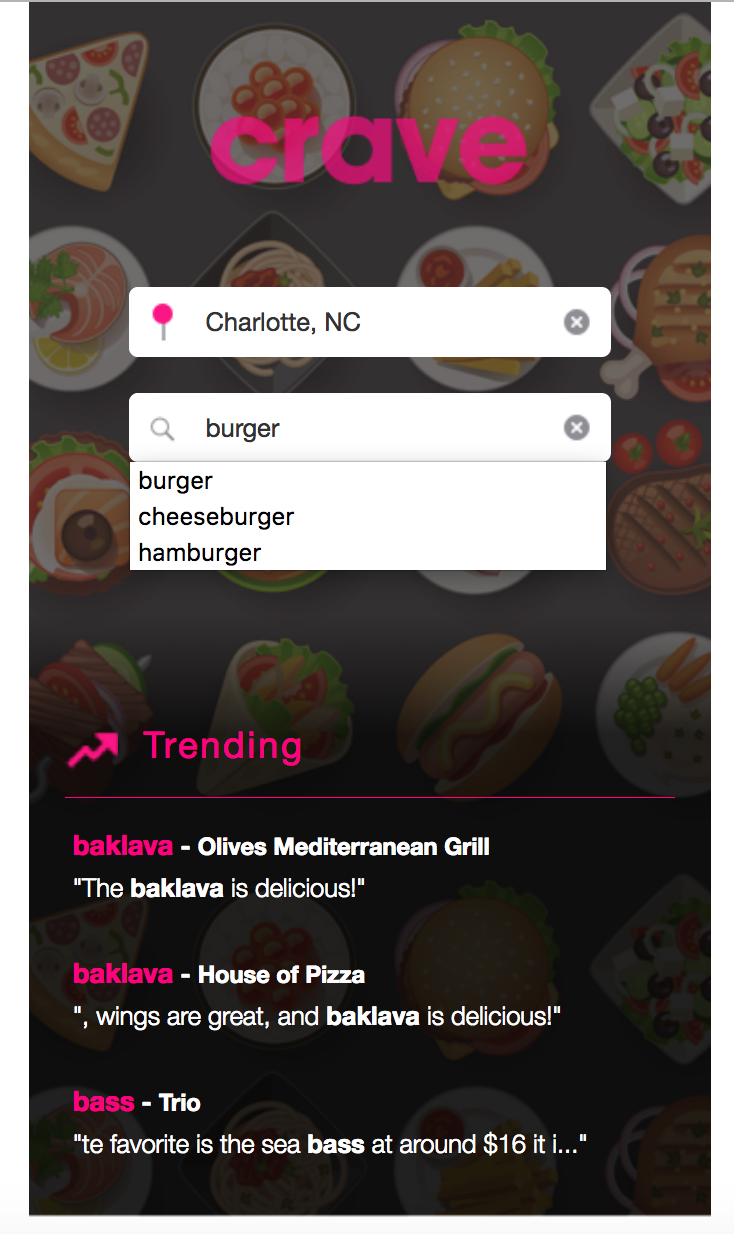 crave
Charlotte, NC
burger
burger
cheeseburger
hamburger
Trending
baklava - Olives Mediterranean Grill
"The baklava is delicious!"
baklava - House of Pizza
", wings are great, and baklava is delicious!"
bass - Trio
"te favorite is the sea bass at around $16 it i..."